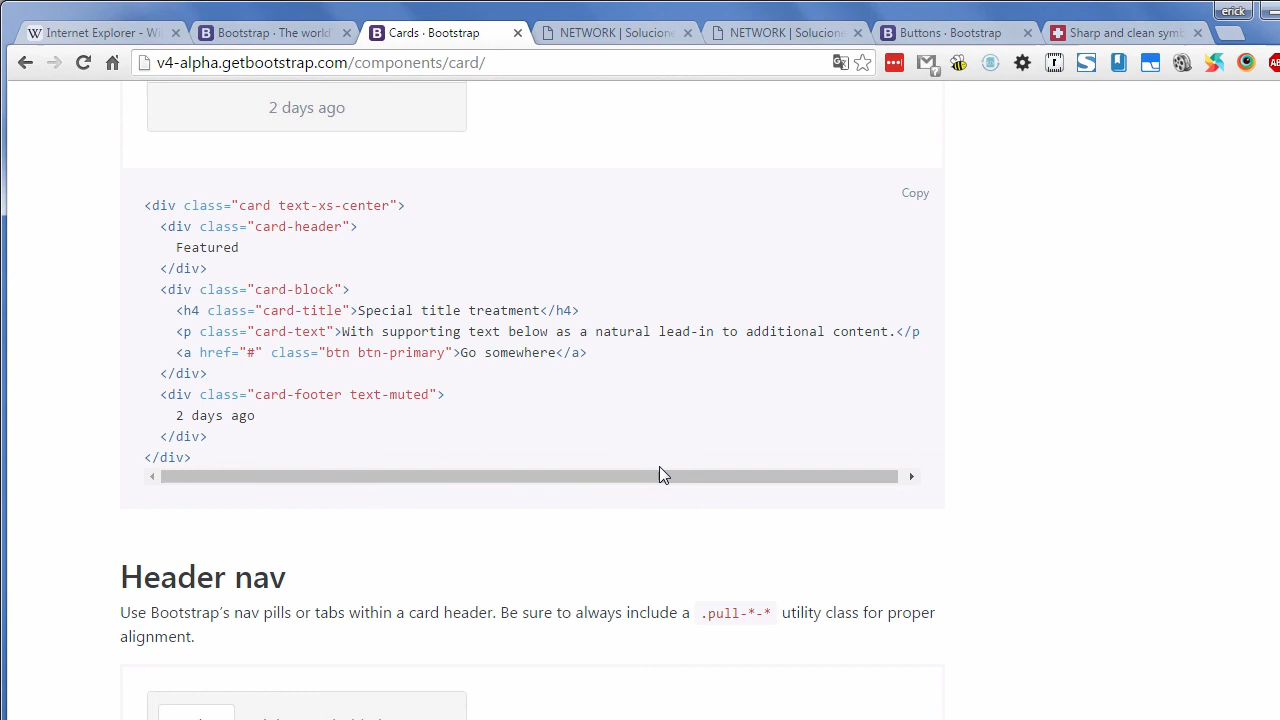 erick
Internet Explorer - Wi
Bootstrap · The world
Cards · Bootstrap
NETWORK | Solucione
NETWORK | Solucione
Buttons · Bootstrap
Sharp and clean symb
v4-alpha.getbootstrap.com/components/card/
2 days ago
Copy
<div class="card text-xs-center">
<div class="card-header">
Featured
</div>
<div class="card-block">
<h4 class="card-title">Special title treatment</h4>
<p class="card-text">With supporting text below as a natural lead-in to additional content.</p
<a href="#" class="btn btn-primary">Go somewhere</a>
</div>
<div class="card-footer text-muted">
2 days ago
</div>
</div>
Header nav
Use Bootstrap's nav pills or tabs within a card header. Be sure to always include a .pull-*-* utility class for proper
alignment.